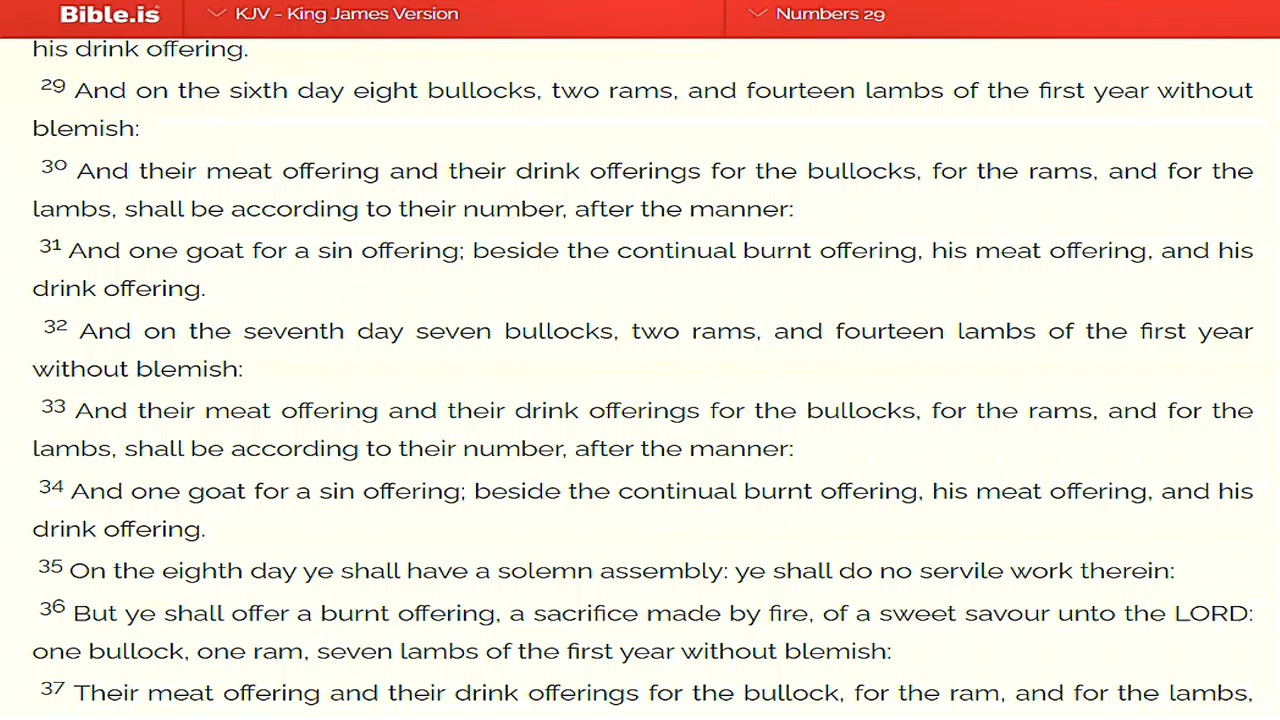 Bible.is KJV - King James Version Numbers 29
his drink offering.
29 And on the sixth day eight bullocks, two rams, and fourteen lambs of the first year without
blemish:
30 And their meat offering and their drink offerings for the bullocks, for the rams, and for the
lambs, shall be according to their number, after the manner:
31 And one goat for a sin offering; beside the continual burnt offering, his meat offering, and his
drink offering.
32 And on the seventh day seven bullocks, two rams, and fourteen lambs of the first year
without blemish:
33 And their meat offering and their drink offerings for the bullocks, for the rams, and for the
lambs, shall be according to their number, after the manner:
34 And one goat for a sin offering; beside the continual burnt offering, his meat offering, and his
drink offering.
35 On the eighth day ye shall have a solemn assembly: ye shall do no servile work therein:
36 But ye shall offer a burnt offering, a sacrifice made by fire, of a sweet savour unto the LORD:
one bullock, one ram, seven lambs of the first year without blemish:
37 Their meat offering and their drink offerings for the bullock, for the ram, and for the lambs,